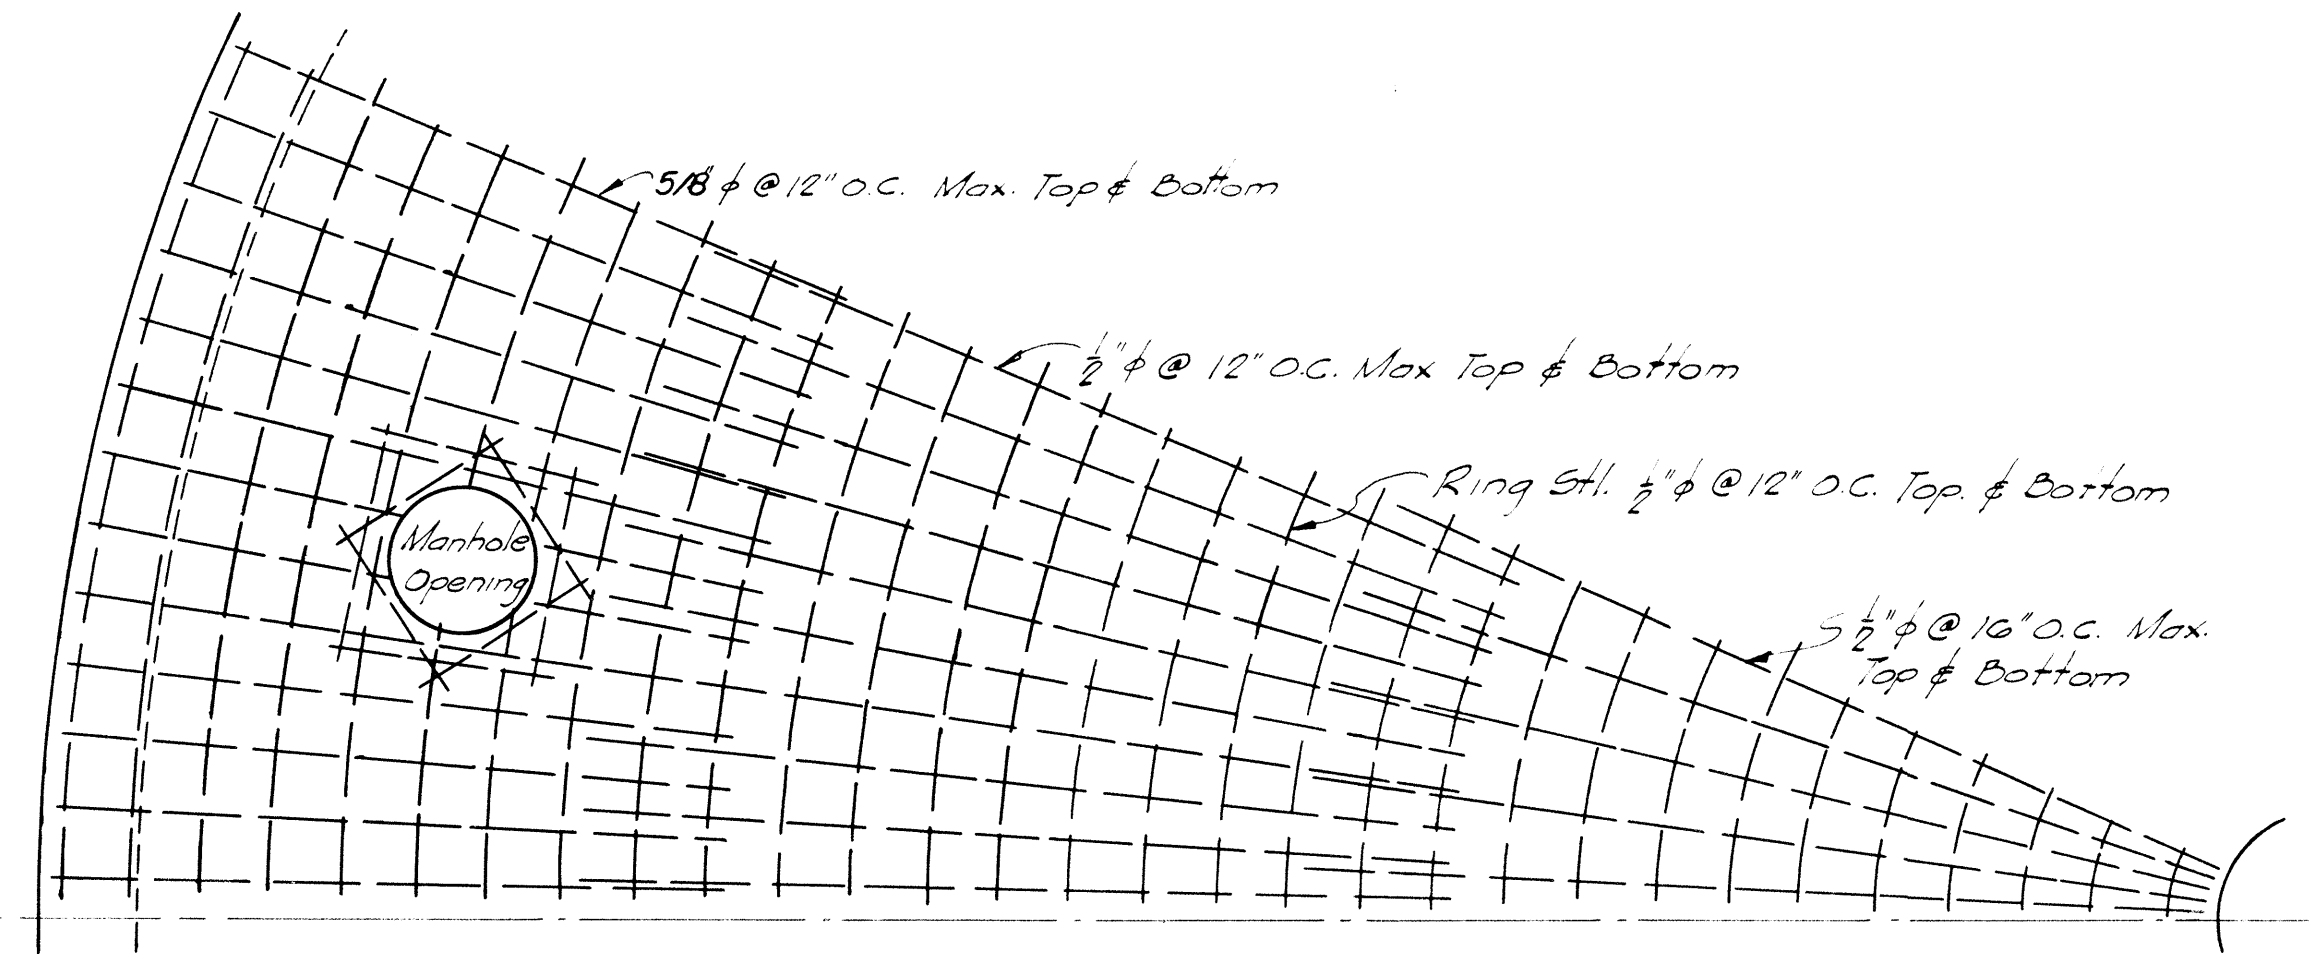 5/8" ϕ @ 12" O.C. Max. Top & Bottom
1/2" ϕ @ 12" O.C. Max Top & Bottom
Ring Stl. 1/2" ϕ @ 12" O.C. Top. & Bottom
5 1/2" ϕ @ 16" O.C. Max.
Top & Bottom
Manhole
Opening